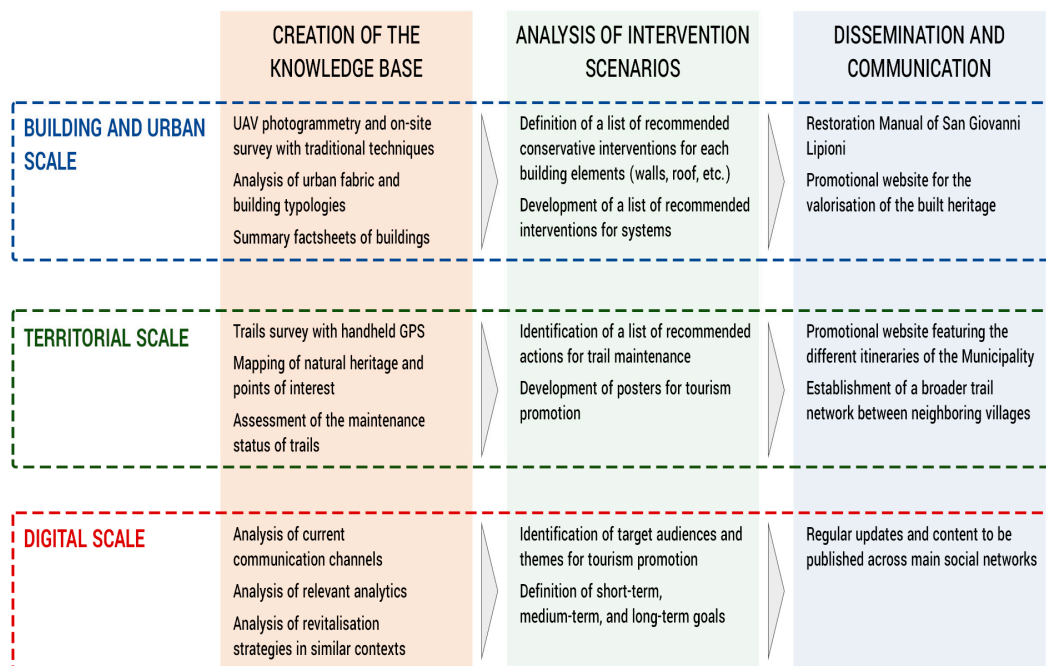 CREATION OF THE
KNOWLEDGE BASE
ANALYSIS OF INTERVENTION
SCENARIOS
DISSEMINATION AND
COMMUNICATION
BUILDING AND URBAN
SCALE
UAV photogrammetry and on-site
survey with traditional techniques
Analysis of urban fabric and
building typologies
Summary factsheets of buildings
Definition of a list of recommended
conservative interventions for each
building elements (walls, roof, etc.)
Development of a list of recommended
interventions for systems
Restoration Manual of San Giovanni
Lipioni
Promotional website for the
valorisation of the built heritage
TERRITORIAL SCALE
Trails survey with handheld GPS
Mapping of natural heritage and
points of interest
Assessment of the maintenance
status of trails
Identification of a list of recommended
actions for trail maintenance
Development of posters for tourism
promotion
Promotional website featuring the
different itineraries of the Municipality
Establishment of a broader trail
network between neighboring villages
DIGITAL SCALE
Analysis of current
communication channels
Analysis of relevant analytics
Analysis of revitalisation
strategies in similar contexts
Identification of target audiences and
themes for tourism promotion
Definition of short-term,
medium-term, and long-term goals
Regular updates and content to be
published across main social networks